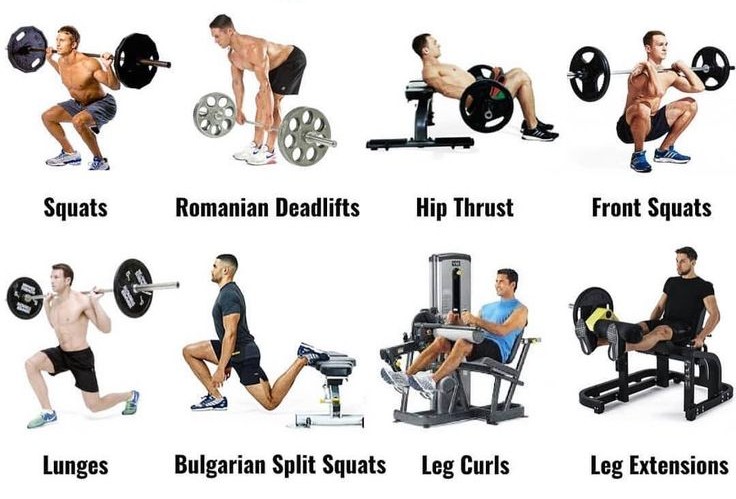 Squats
Romanian Deadlifts
Hip Thrust
Front Squats
Lunges
Bulgarian Split Squats
Leg Curls
Leg Extensions